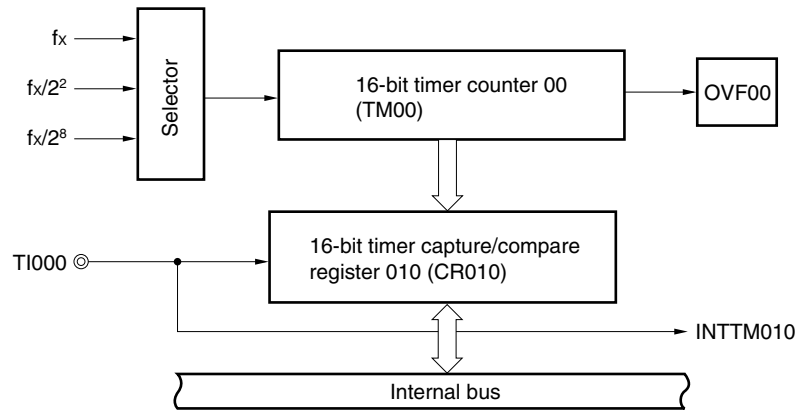 fx
fx/2²
fx/2⁸
Selector
16-bit timer counter 00
(TM00)
OVF00
TI000
16-bit timer capture/compare
register 010 (CR010)
INTTM010
Internal bus